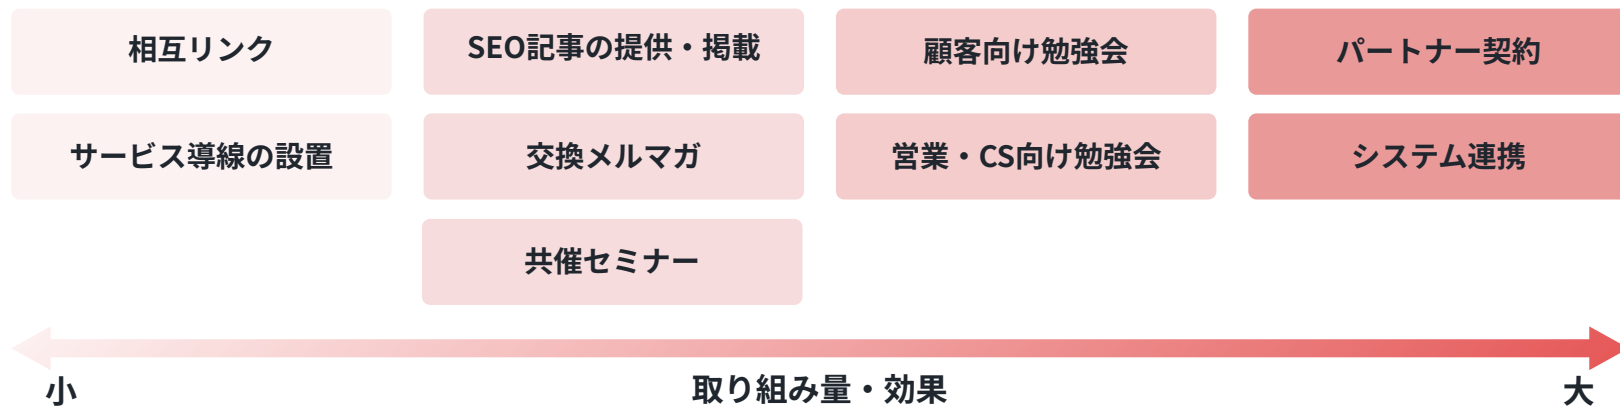 相互リンク
SEO記事の提供・掲載
顧客向け勉強会
パートナー契約
サービス導線の設置
交換メルマガ
営業・CS向け勉強会
システム連携
共催セミナー
小
取り組み量・効果
大